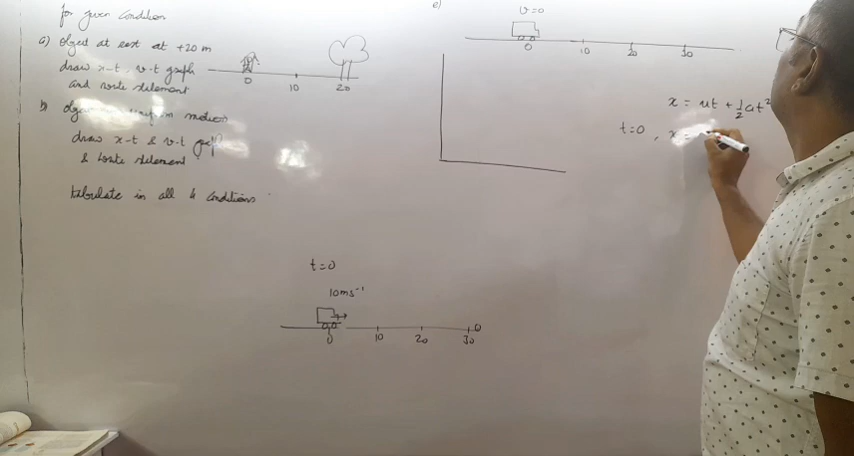 for given condition
a) Object at rest at +20 m
draw x-t, v-t graph
and write statement
0 10 20
b)
draw x-t & v-t
& write statement
tabulate in all 4 conditions
v=0
0 10 20 30
x = ut + ½at²
t=0, x =
t=0
10ms⁻¹
0 10 20 30